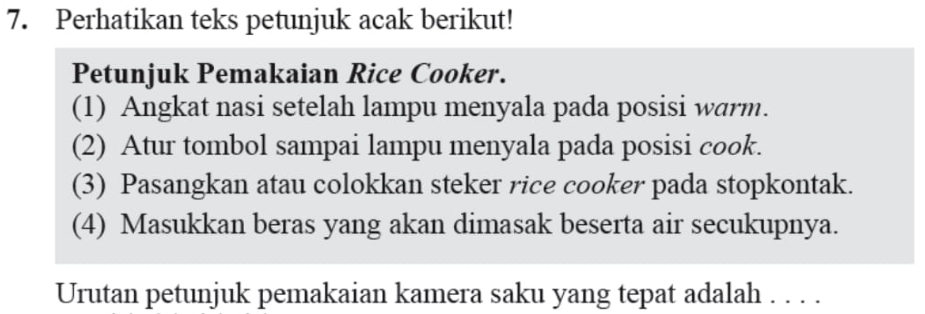 7. Perhatikan teks petunjuk acak berikut!
Petunjuk Pemakaian Rice Cooker.
(1) Angkat nasi setelah lampu menyala pada posisi warm.
(2) Atur tombol sampai lampu menyala pada posisi cook.
(3) Pasangkan atau colokkan steker rice cooker pada stopkontak.
(4) Masukkan beras yang akan dimasak beserta air secukupnya.
Urutan petunjuk pemakaian kamera saku yang tepat adalah . . . .